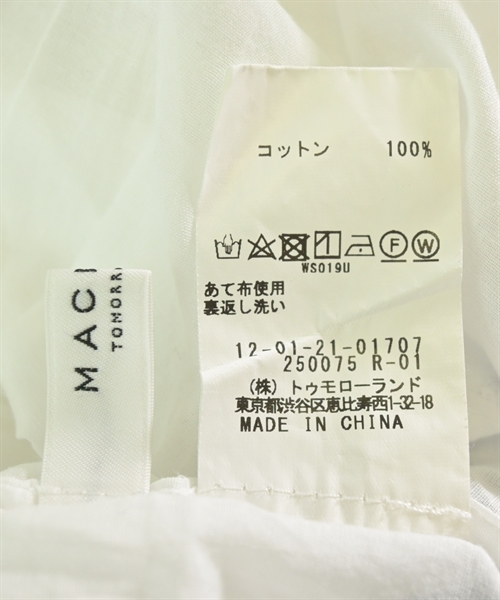 コットン 100%
WS019U
あて布使用
裏返し洗い
12-01-21-01707
250075 R-01
(株) トゥモローランド
東京都渋谷区恵比寿西1-32-18
MADE IN CHINA
F W
MAC
TOMORR